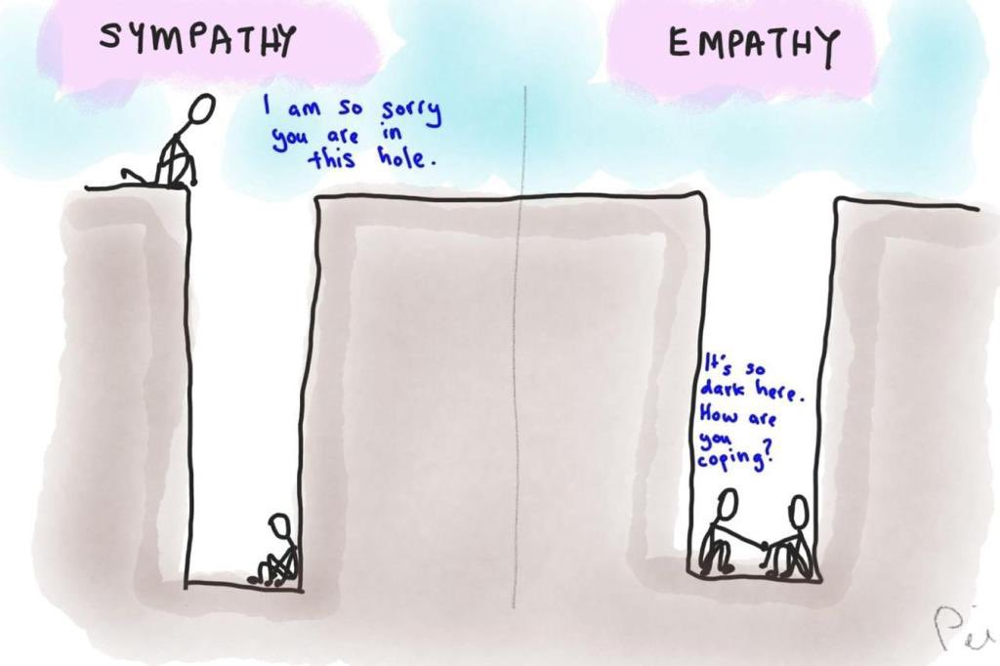 SYMPATHY
I am so sorry
you are in
this hole.
EMPATHY
It's so
dark here.
How are
you
coping?